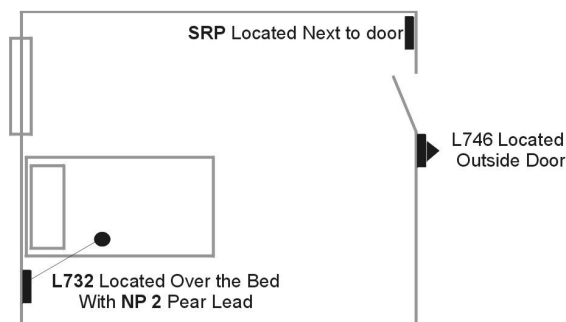 SRP Located Next to door
L746 Located
Outside Door
L732 Located Over the Bed
With NP 2 Pear Lead